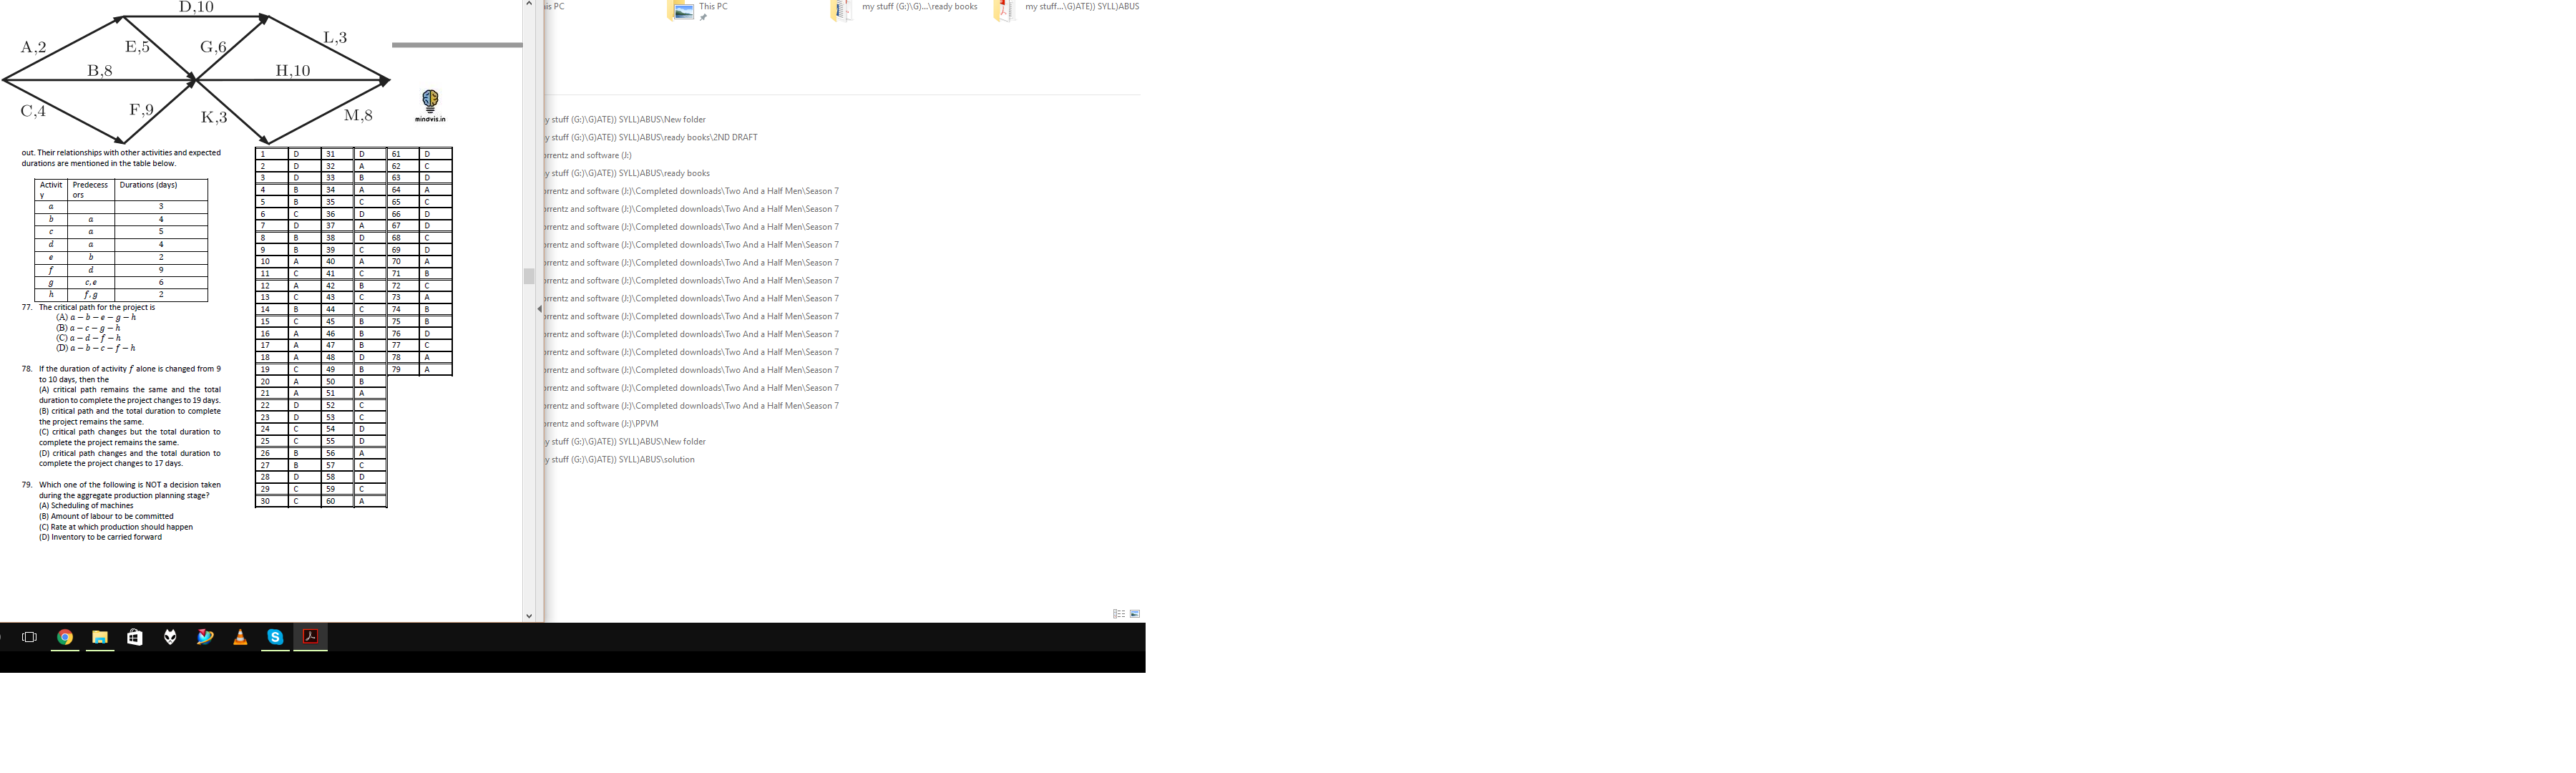 D,10
A,2
E,5
G,6
L,3
B,8
H,10
C,4
F,9
K,3
M,8
mindvis.in
out. Their relationships with other activities and expected
durations are mentioned in the table below.
Activit y Predecess ors Durations (days)
a 3
b a 4
c a 5
d a 4
e b 2
f d 9
g c,e 6
h f,g 2
77. The critical path for the project is
(A) a − b − e − g − h
(B) a − c − g − h
(C) a − d − f − h
(D) a − b − c − f − h
78. If the duration of activity f alone is changed from 9
to 10 days, then the
(A) critical path remains the same and the total
duration to complete the project changes to 19 days.
(B) critical path and the total duration to complete
the project remains the same.
(C) critical path changes but the total duration to
complete the project remains the same.
(D) critical path changes and the total duration to
complete the project changes to 17 days.
79. Which one of the following is NOT a decision taken
during the aggregate production planning stage?
(A) Scheduling of machines
(B) Amount of labour to be committed
(C) Rate at which production should happen
(D) Inventory to be carried forward
1 D 31 D 61 D
2 D 32 A 62 C
3 D 33 B 63 D
4 B 34 A 64 A
5 B 35 C 65 C
6 C 36 D 66 D
7 D 37 A 67 D
8 B 38 D 68 C
9 B 39 C 69 D
10 A 40 A 70 A
11 C 41 C 71 B
12 A 42 B 72 C
13 C 43 C 73 A
14 B 44 C 74 B
15 C 45 B 75 B
16 A 46 B 76 D
17 A 47 B 77 C
18 A 48 D 78 A
19 C 49 B 79 A
20 A 50 B
21 A 51 A
22 D 52 C
23 D 53 C
24 C 54 D
25 C 55 D
26 B 56 A
27 B 57 C
28 D 58 D
29 C 59 C
30 C 60 A
is PC
This PC
my stuff (G:)\G)...\ready books
my stuff...\G)ATE)) SYLL)ABUS
y stuff (G:)\G)ATE)) SYLL)ABUS\New folder
y stuff (G:)\G)ATE)) SYLL)ABUS\ready books\2ND DRAFT
rrentz and software (J:)
y stuff (G:)\G)ATE)) SYLL)ABUS\ready books
rrentz and software (J:)\Completed downloads\Two And a Half Men\Season 7
rrentz and software (J:)\Completed downloads\Two And a Half Men\Season 7
rrentz and software (J:)\Completed downloads\Two And a Half Men\Season 7
rrentz and software (J:)\Completed downloads\Two And a Half Men\Season 7
rrentz and software (J:)\Completed downloads\Two And a Half Men\Season 7
rrentz and software (J:)\Completed downloads\Two And a Half Men\Season 7
rrentz and software (J:)\Completed downloads\Two And a Half Men\Season 7
rrentz and software (J:)\Completed downloads\Two And a Half Men\Season 7
rrentz and software (J:)\Completed downloads\Two And a Half Men\Season 7
rrentz and software (J:)\Completed downloads\Two And a Half Men\Season 7
rrentz and software (J:)\Completed downloads\Two And a Half Men\Season 7
rrentz and software (J:)\Completed downloads\Two And a Half Men\Season 7
rrentz and software (J:)\Completed downloads\Two And a Half Men\Season 7
rrentz and software (J:)\PPVM
y stuff (G:)\G)ATE)) SYLL)ABUS\New folder
y stuff (G:)\G)ATE)) SYLL)ABUS\solution